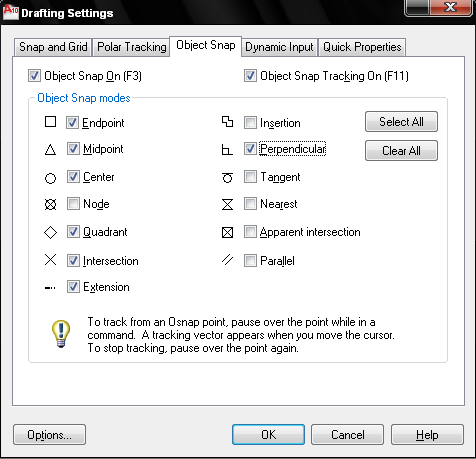 Drafting Settings
Snap and Grid Polar Tracking Object Snap Dynamic Input Quick Properties
Object Snap On (F3) Object Snap Tracking On (F11)
Object Snap modes
Endpoint Insertion Select All
Midpoint Perpendicular Clear All
Center Tangent
Node Nearest
Quadrant Apparent intersection
Intersection Parallel
Extension
To track from an Osnap point, pause over the point while in a
command. A tracking vector appears when you move the cursor.
To stop tracking, pause over the point again.
Options... OK Cancel Help